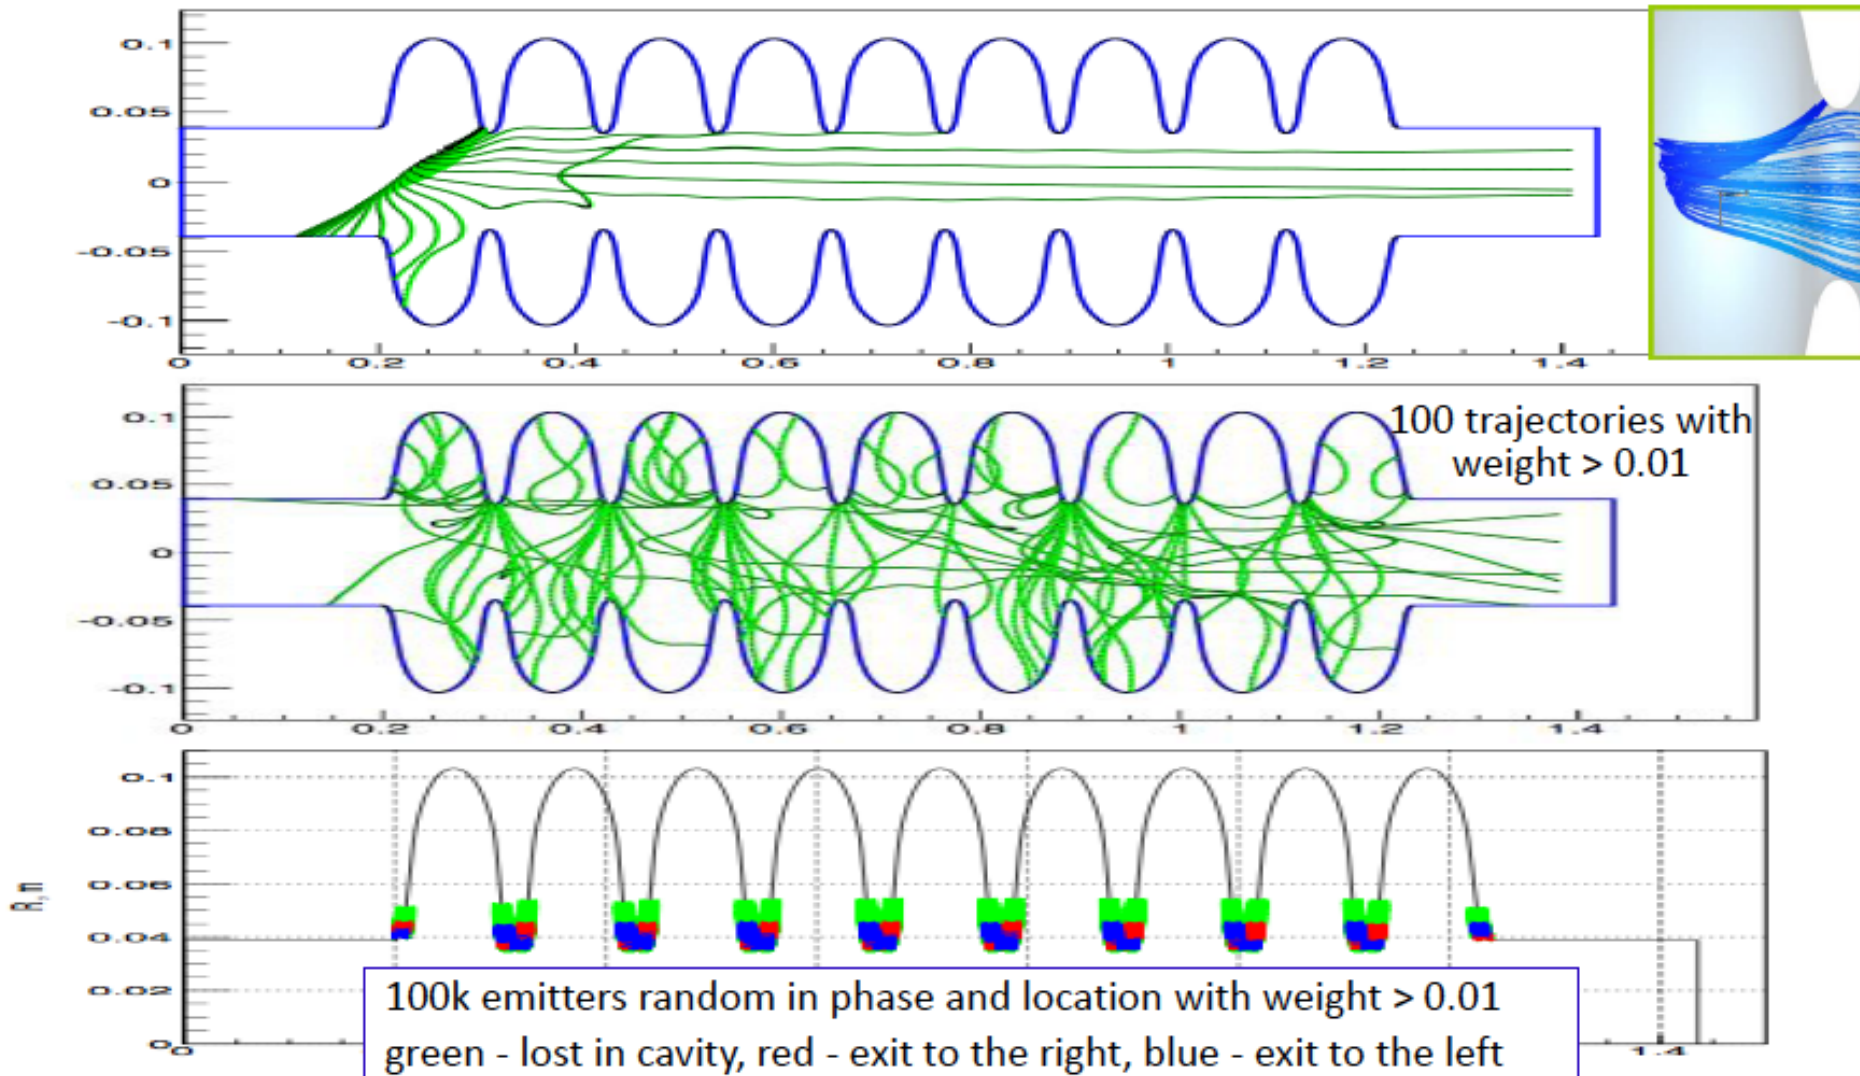 0.1
0.05
0
-0.05
-0.1
0 0.2 0.4 0.6 0.8 1 1.2 1.4
100 trajectories with
weight > 0.01
0.1
0.05
0
-0.05
-0.1
0 0.2 0.4 0.6 0.8 1 1.2 1.4
R, m
0.1
0.08
0.06
0.04
0.02
0
0 1.4
100k emitters random in phase and location with weight > 0.01
green - lost in cavity, red - exit to the right, blue - exit to the left